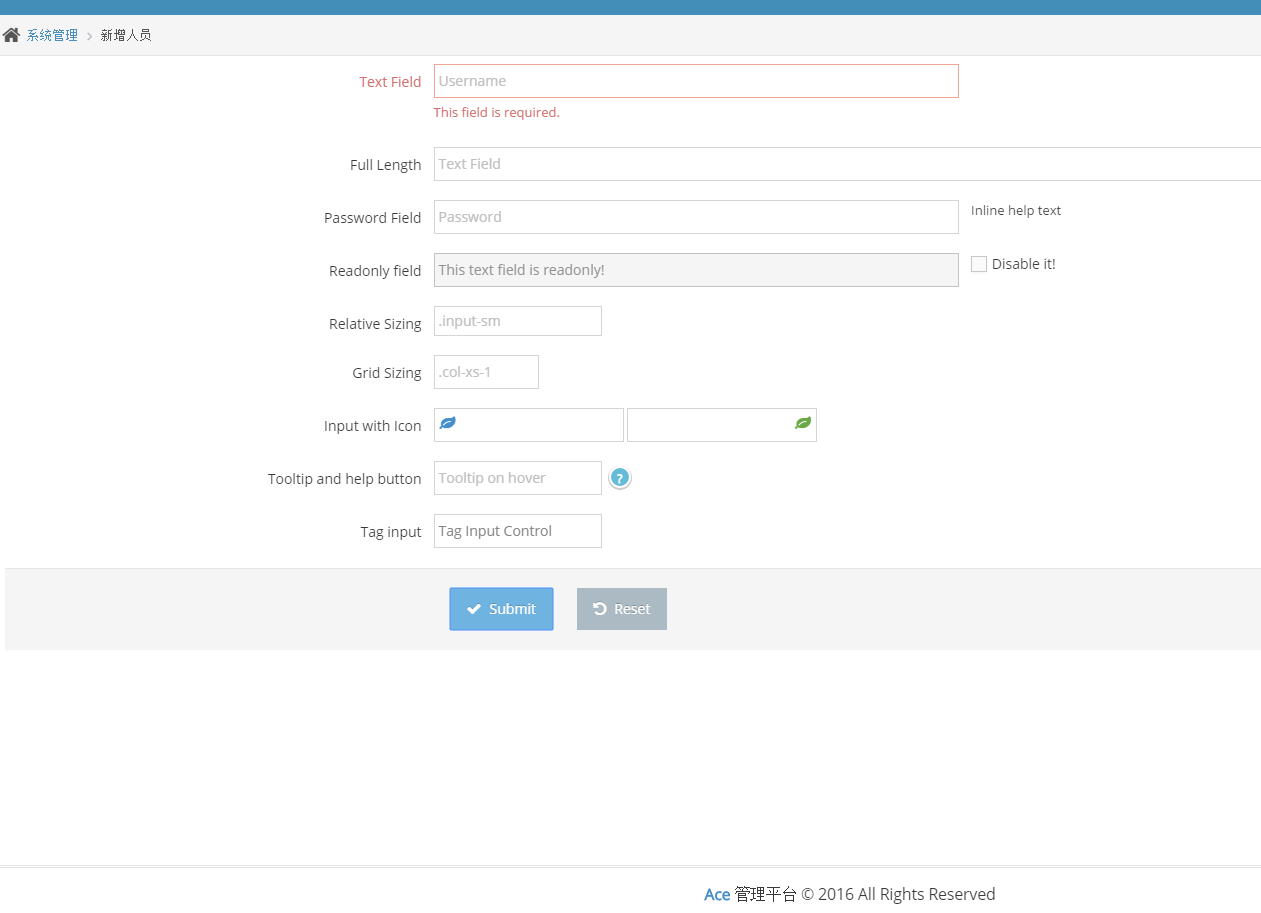 系统管理 > 新增人员
Text Field Username
This field is required.
Full Length Text Field
Password Field Password Inline help text
Readonly field This text field is readonly! Disable it!
Relative Sizing .input-sm
Grid Sizing .col-xs-1
Input with Icon
Tooltip and help button Tooltip on hover ?
Tag input Tag Input Control
Submit Reset
Ace 管理平台 © 2016 All Rights Reserved